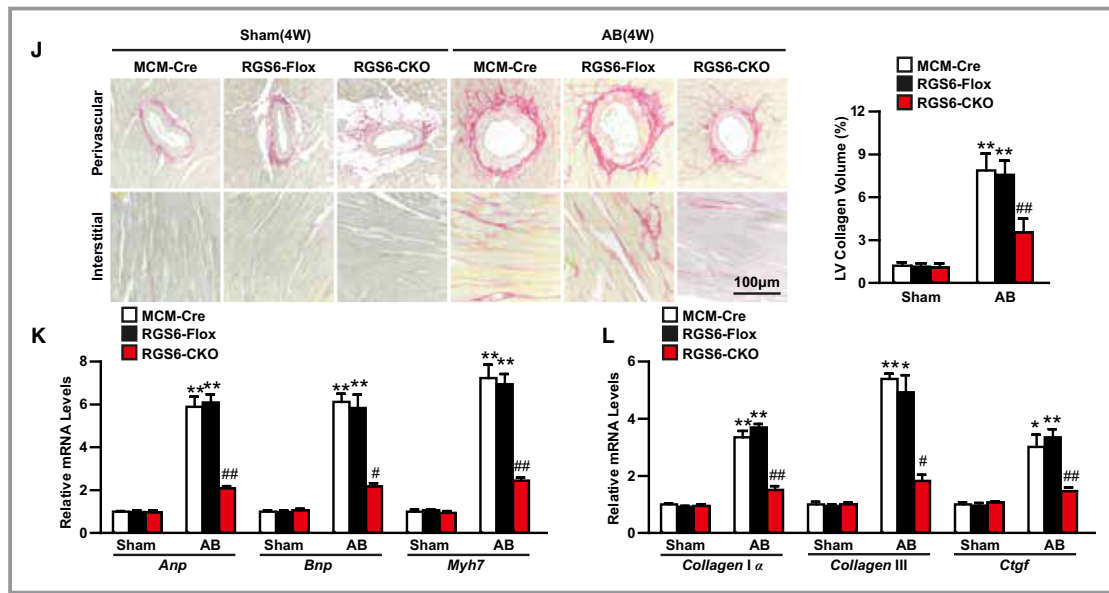 J
Sham(4W) AB(4W)
MCM-Cre RGS6-Flox RGS6-CKO MCM-Cre RGS6-Flox RGS6-CKO
Perivascular
Interstitial
100μm
MCM-Cre
RGS6-Flox
RGS6-CKO
LV Collagen Volume (%)
12
9
6
3
0
** **
##
Sham AB
K
MCM-Cre
RGS6-Flox
RGS6-CKO
Relative mRNA Levels
8
6
4
2
0
** ** ## ** ** # ** ** ##
Sham AB Sham AB Sham AB
Anp Bnp Myh7
L
MCM-Cre
RGS6-Flox
RGS6-CKO
Relative mRNA Levels
6
4
2
0
** ** ## *** # * ** ##
Sham AB Sham AB Sham AB
Collagen I α Collagen III Ctgf